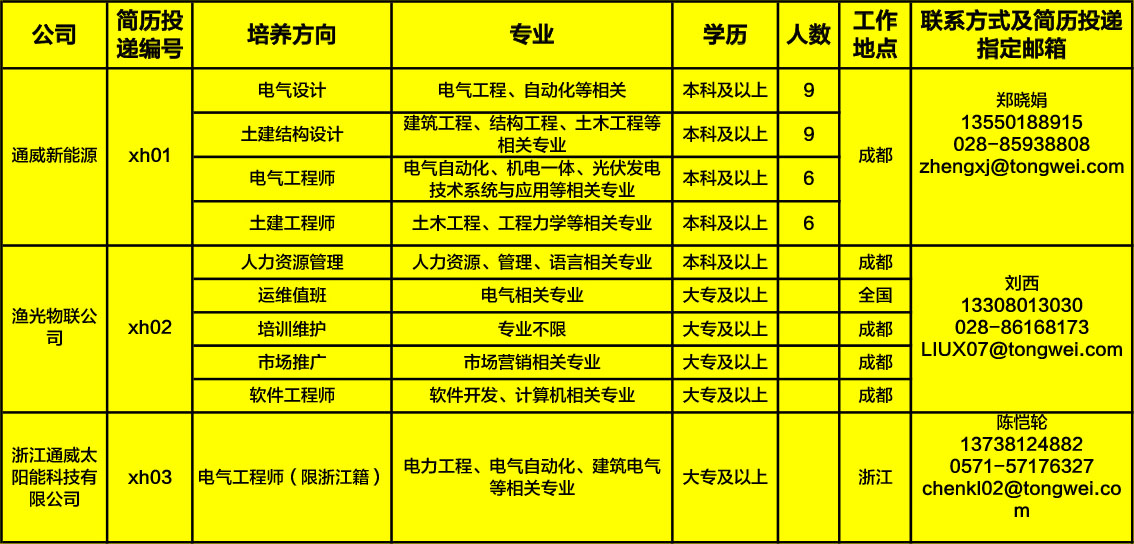 公司
简历投
递编号
培养方向
专业
学历
人数
工作
地点
联系方式及简历投递
指定邮箱
通威新能源
xh01
电气设计
电气工程、自动化等相关
本科及以上
9
土建结构设计
建筑工程、结构工程、土木工程等
相关专业
本科及以上
9
电气工程师
电气自动化、机电一体、光伏发电
技术系统与应用等相关专业
本科及以上
6
土建工程师
土木工程、工程力学等相关专业
本科及以上
6
成都
郑晓娟
13550188915
028-85938808
zhengxj@tongwei.com
渔光物联公
司
xh02
人力资源管理
人力资源、管理、语言相关专业
本科及以上
成都
运维值班
电气相关专业
大专及以上
全国
培训维护
专业不限
大专及以上
成都
市场推广
市场营销相关专业
大专及以上
成都
软件工程师
软件开发、计算机相关专业
大专及以上
成都
刘西
13308013030
028-86168173
LIUX07@tongwei.com
浙江通威太
阳能科技有
限公司
xh03
电气工程师（限浙江籍）
电力工程、电气自动化、建筑电气
等相关专业
大专及以上
浙江
陈恺轮
13738124882
0571-57176327
chenkl02@tongwei.co
m